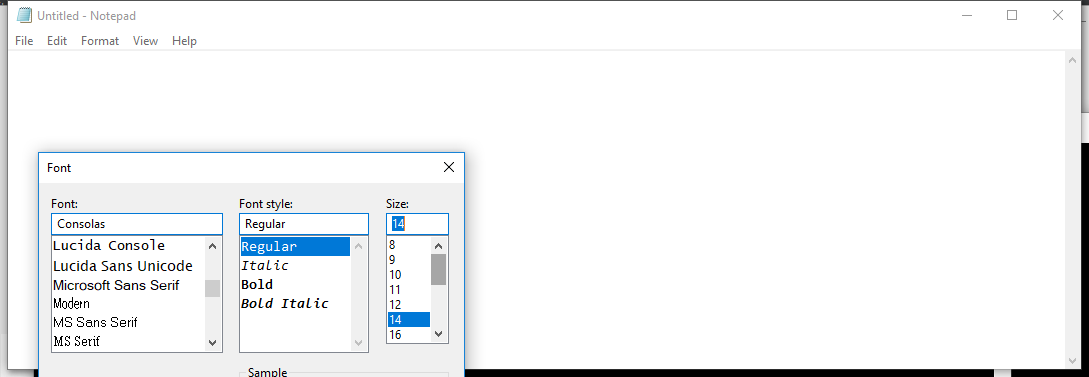 Untitled - Notepad
File Edit Format View Help
Font
Font: Font style: Size:
Consolas Regular 14
Lucida Console Regular 8
Lucida Sans Unicode Italic 9
Microsoft Sans Serif Bold 10
Modern Bold Italic 11
MS Sans Serif 12
MS Serif 14
16
Sample